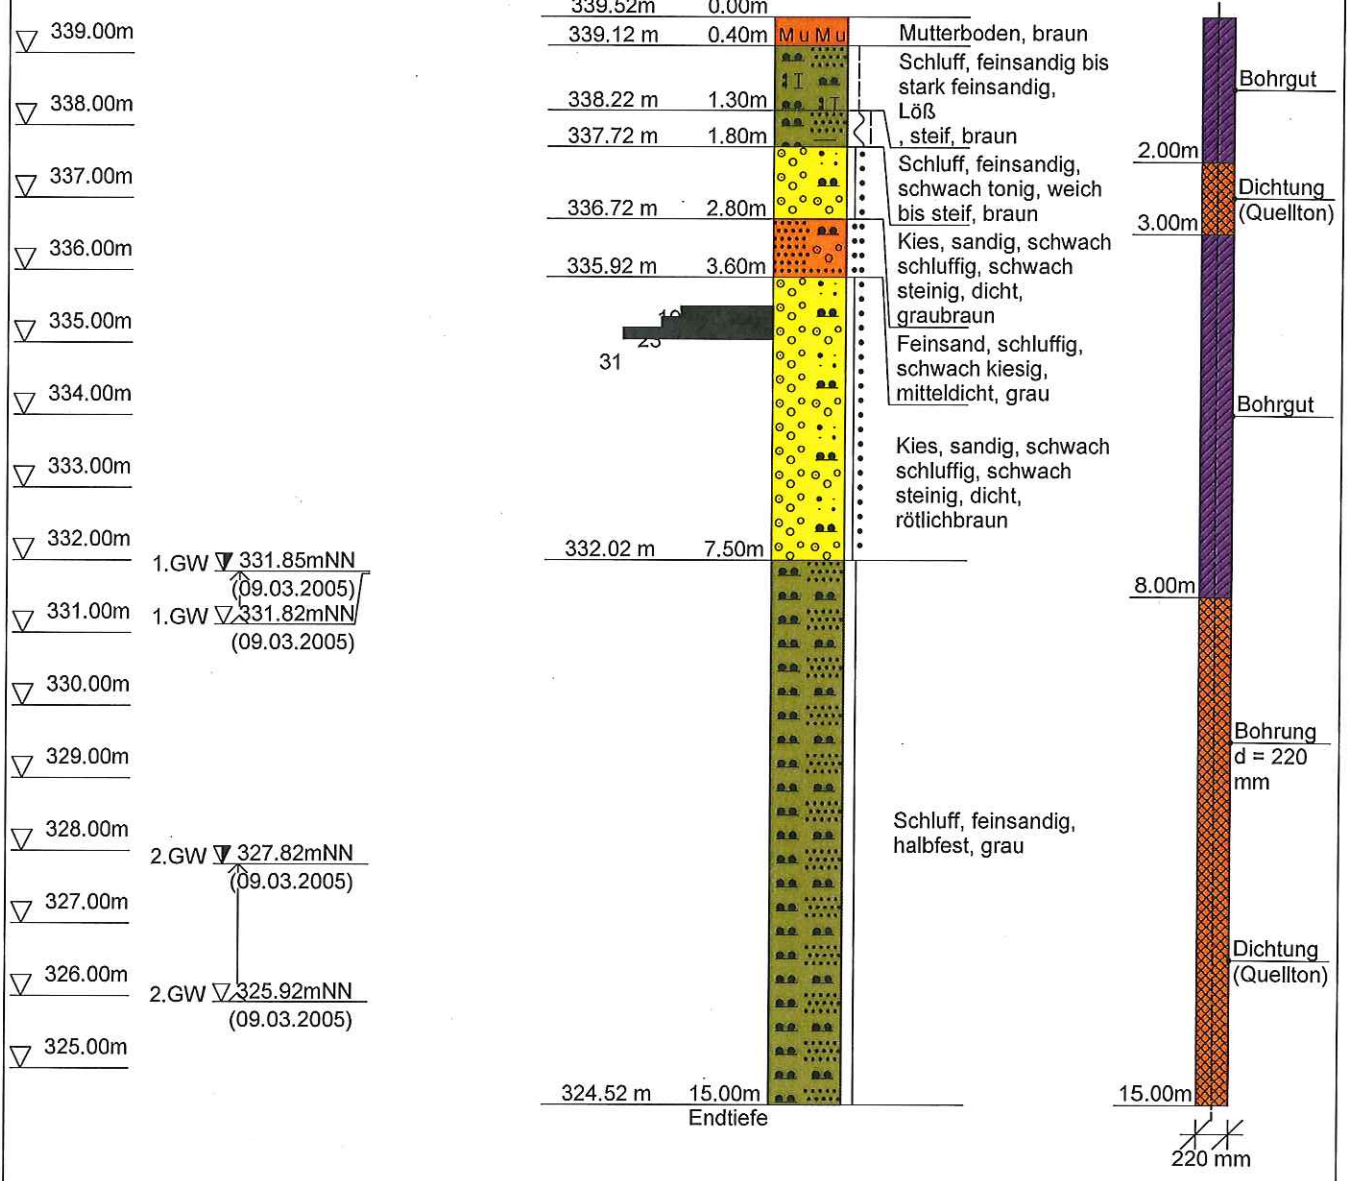 339.52m 0.00m
339.00m
339.12 m 0.40m
Mu Mu
Mutterboden, braun
Schluff, feinsandig bis
stark feinsandig,
Löß
, steif, braun
Bohrgut
338.00m
338.22 m 1.30m
337.72 m 1.80m
2.00m
Schluff, feinsandig,
schwach tonig, weich
bis steif, braun
337.00m
336.72 m 2.80m
Dichtung
(Quellton)
3.00m
Kies, sandig, schwach
schluffig, schwach
steinig, dicht,
graubraun
336.00m
335.92 m 3.60m
335.00m
23
31
Feinsand, schluffig,
schwach kiesig,
mitteldicht, grau
334.00m
Bohrgut
Kies, sandig, schwach
schluffig, schwach
steinig, dicht,
rötlichbraun
333.00m
332.00m
332.02 m 7.50m
1.GW 331.85mNN
(09.03.2005)
8.00m
331.00m
1.GW 331.82mNN
(09.03.2005)
330.00m
329.00m
Bohrung
d = 220
mm
328.00m
Schluff, feinsandig,
halbfest, grau
2.GW 327.82mNN
(09.03.2005)
327.00m
326.00m
Dichtung
(Quellton)
2.GW 325.92mNN
(09.03.2005)
325.00m
324.52 m 15.00m
Endtiefe
15.00m
220 mm